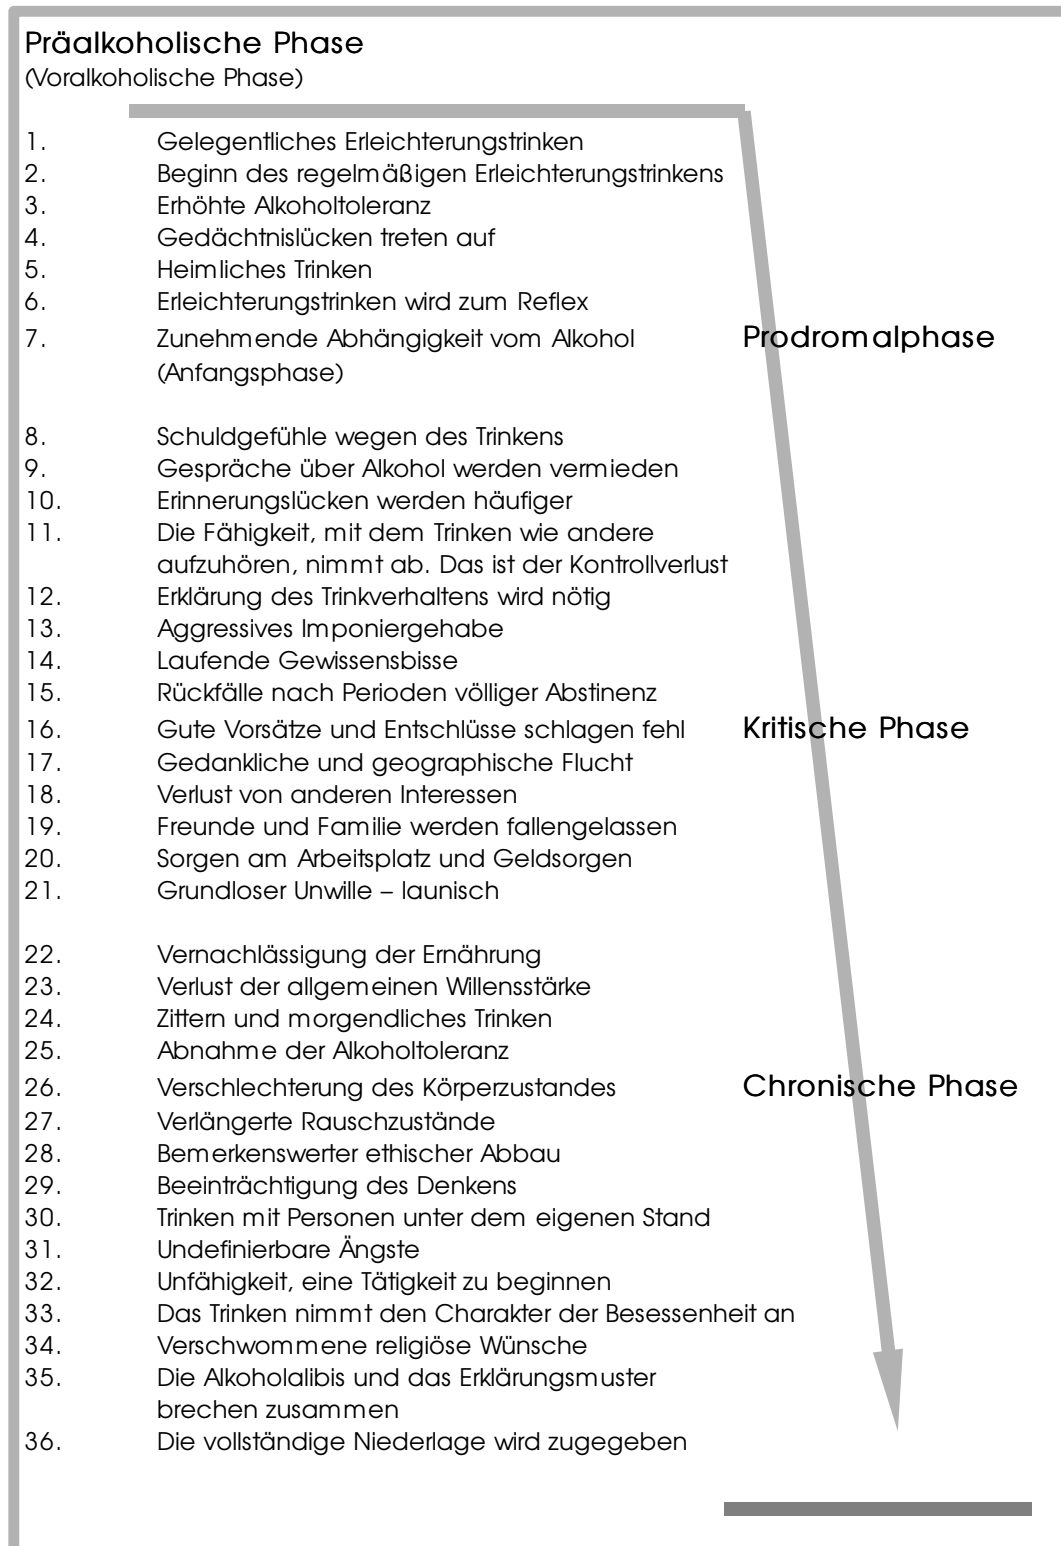 Präalkoholische Phase
(Voralkoholische Phase)
1. Gelegentliches Erleichterungstrinken
2. Beginn des regelmäßigen Erleichterungstrinkens
3. Erhöhte Alkoholtoleranz
4. Gedächtnislücken treten auf
5. Heimliches Trinken
6. Erleichterungstrinken wird zum Reflex
7. Zunehmende Abhängigkeit vom Alkohol Prodromalphase
(Anfangsphase)
8. Schuldgefühle wegen des Trinkens
9. Gespräche über Alkohol werden vermieden
10. Erinnerungslücken werden häufiger
11. Die Fähigkeit, mit dem Trinken wie andere
aufzuhören, nimmt ab. Das ist der Kontrollverlust
12. Erklärung des Trinkverhaltens wird nötig
13. Aggressives Imponiergehabe
14. Laufende Gewissensbisse
15. Rückfälle nach Perioden völliger Abstinenz
16. Gute Vorsätze und Entschlüsse schlagen fehl Kritische Phase
17. Gedankliche und geographische Flucht
18. Verlust von anderen Interessen
19. Freunde und Familie werden fallengelassen
20. Sorgen am Arbeitsplatz und Geldsorgen
21. Grundloser Unwille – launisch
22. Vernachlässigung der Ernährung
23. Verlust der allgemeinen Willensstärke
24. Zittern und morgendliches Trinken
25. Abnahme der Alkoholtoleranz
26. Verschlechterung des Körperzustandes Chronische Phase
27. Verlängerte Rauschzustände
28. Bemerkenswerter ethischer Abbau
29. Beeinträchtigung des Denkens
30. Trinken mit Personen unter dem eigenen Stand
31. Undefinierbare Ängste
32. Unfähigkeit, eine Tätigkeit zu beginnen
33. Das Trinken nimmt den Charakter der Besessenheit an
34. Verschwommene religiöse Wünsche
35. Die Alkoholalibis und das Erklärungsmuster
brechen zusammen
36. Die vollständige Niederlage wird zugegeben